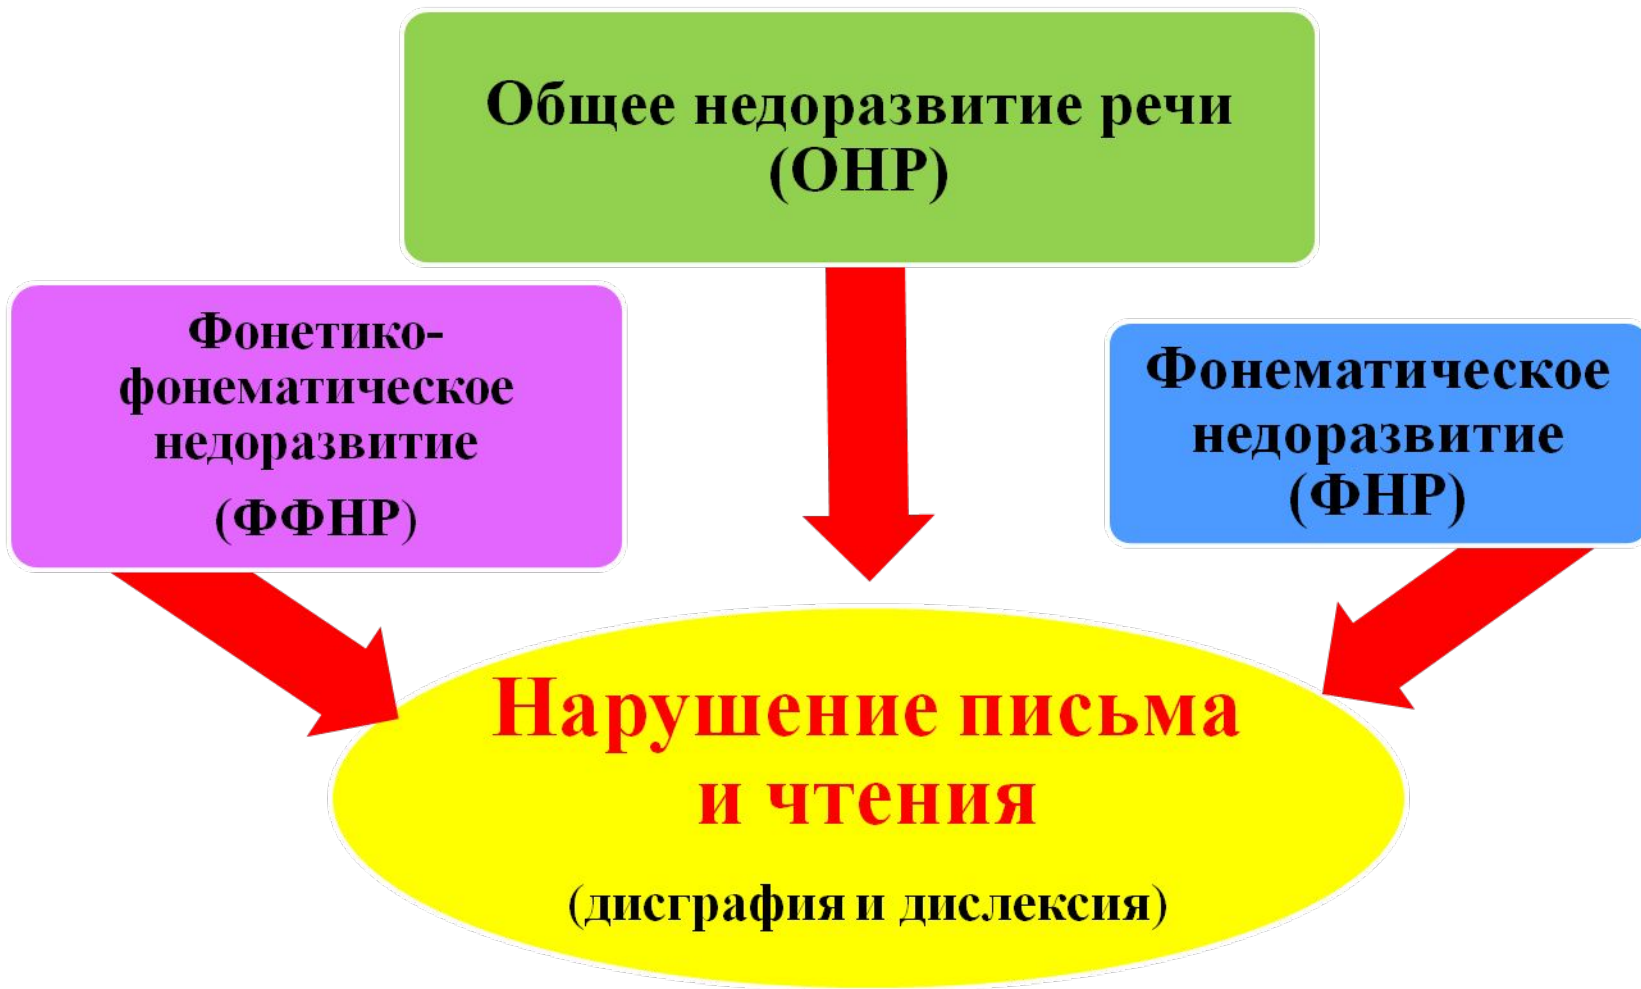 Общее недоразвитие речи
(ОНР)
Фонетико-
фонематическое
недоразвитие
(ФФНР)
Фонематическое
недоразвитие
(ФНР)
Нарушение письма
и чтения
(дисграфия и дислексия)